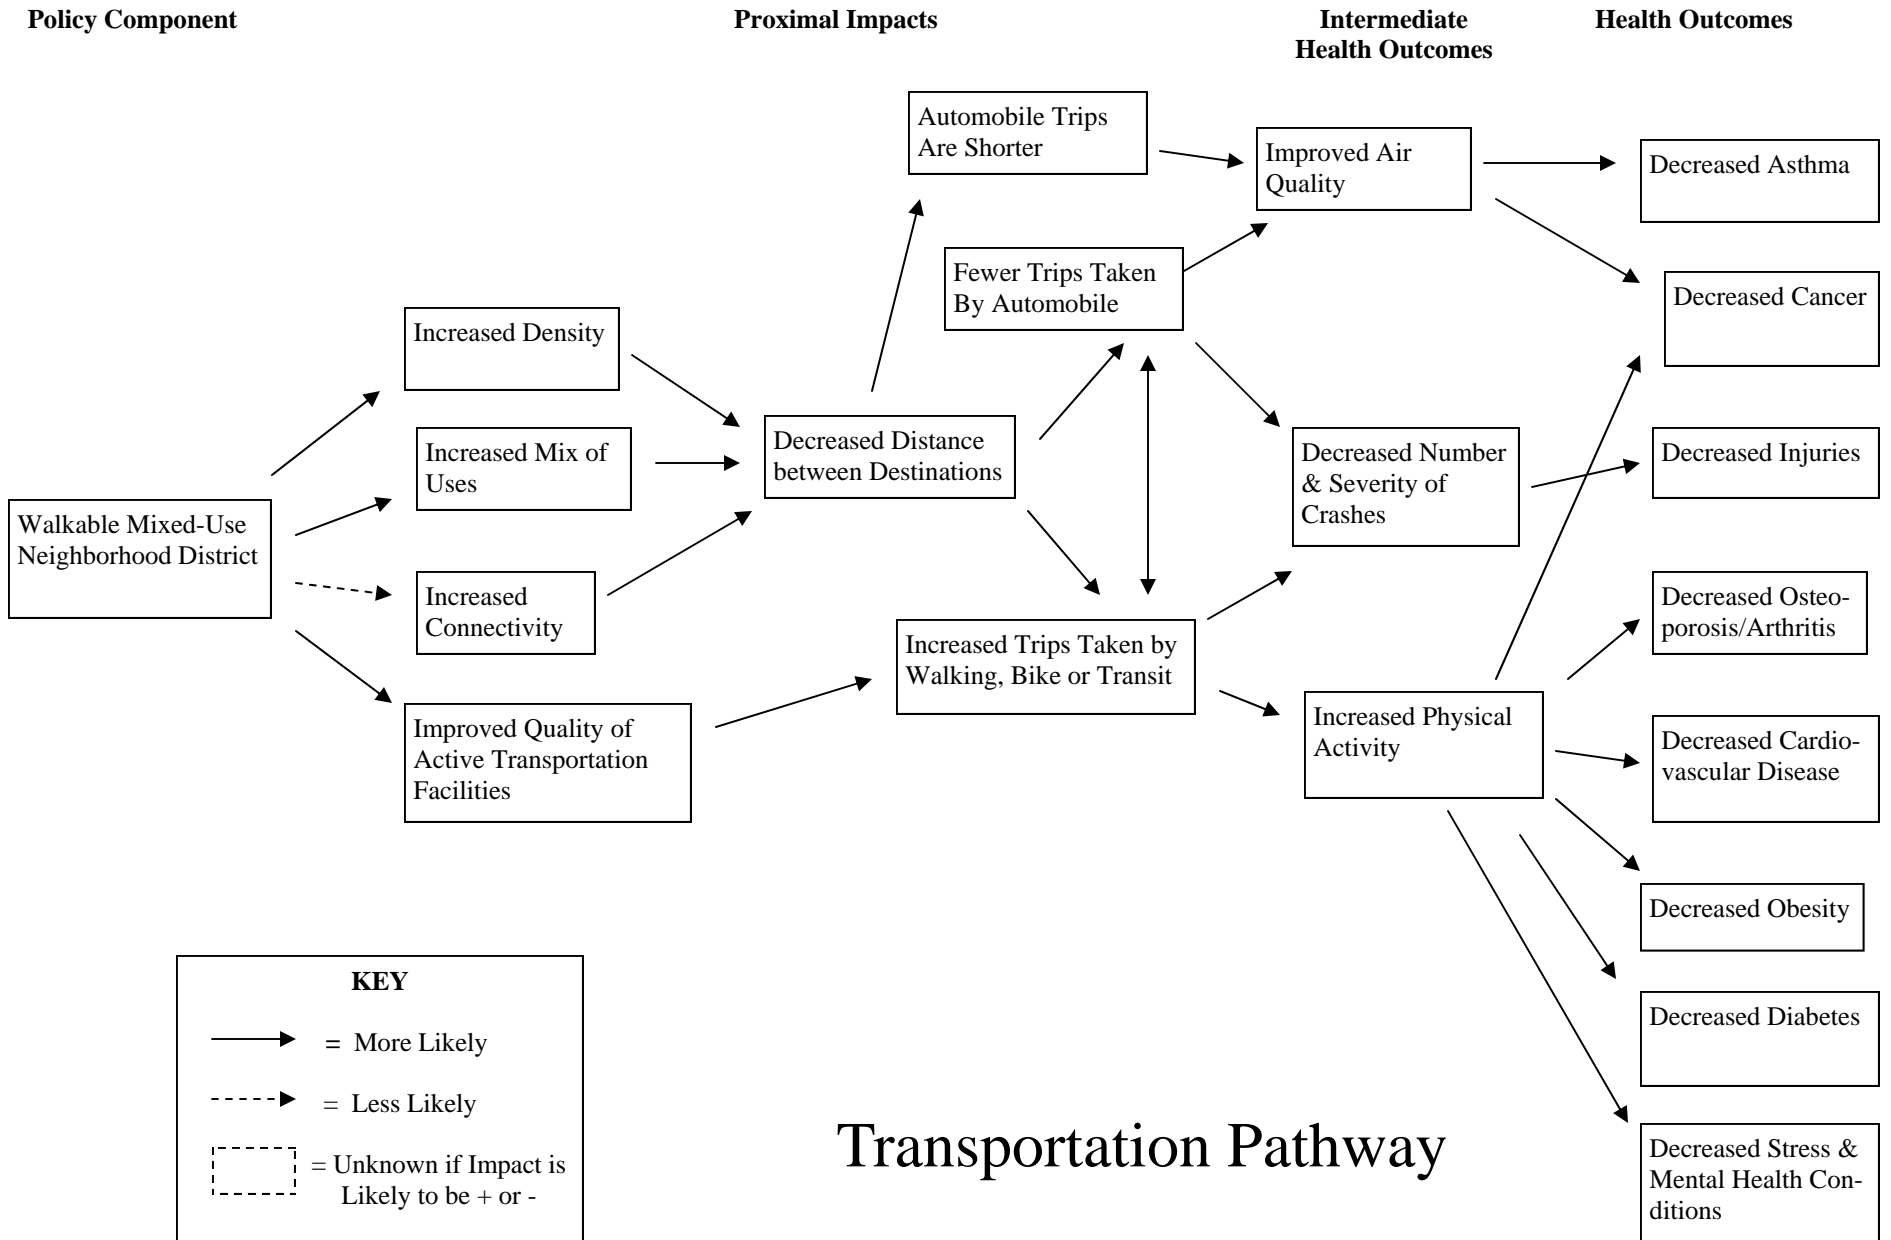 Policy Component
Proximal Impacts
Intermediate
Health Outcomes
Health Outcomes
Automobile Trips
Are Shorter
Improved Air
Quality
Decreased Asthma
Fewer Trips Taken
By Automobile
Decreased Cancer
Increased Density
Increased Mix of
Uses
Decreased Distance
between Destinations
Decreased Number
& Severity of
Crashes
Decreased Injuries
Walkable Mixed-Use
Neighborhood District
Increased
Connectivity
Decreased Osteo-
porosis/Arthritis
Increased Trips Taken by
Walking, Bike or Transit
Improved Quality of
Active Transportation
Facilities
Increased Physical
Activity
Decreased Cardio-
vascular Disease
Decreased Obesity
Decreased Diabetes
Decreased Stress &
Mental Health Con-
ditions
KEY
= More Likely
= Less Likely
= Unknown if Impact is
Likely to be + or -
Transportation Pathway